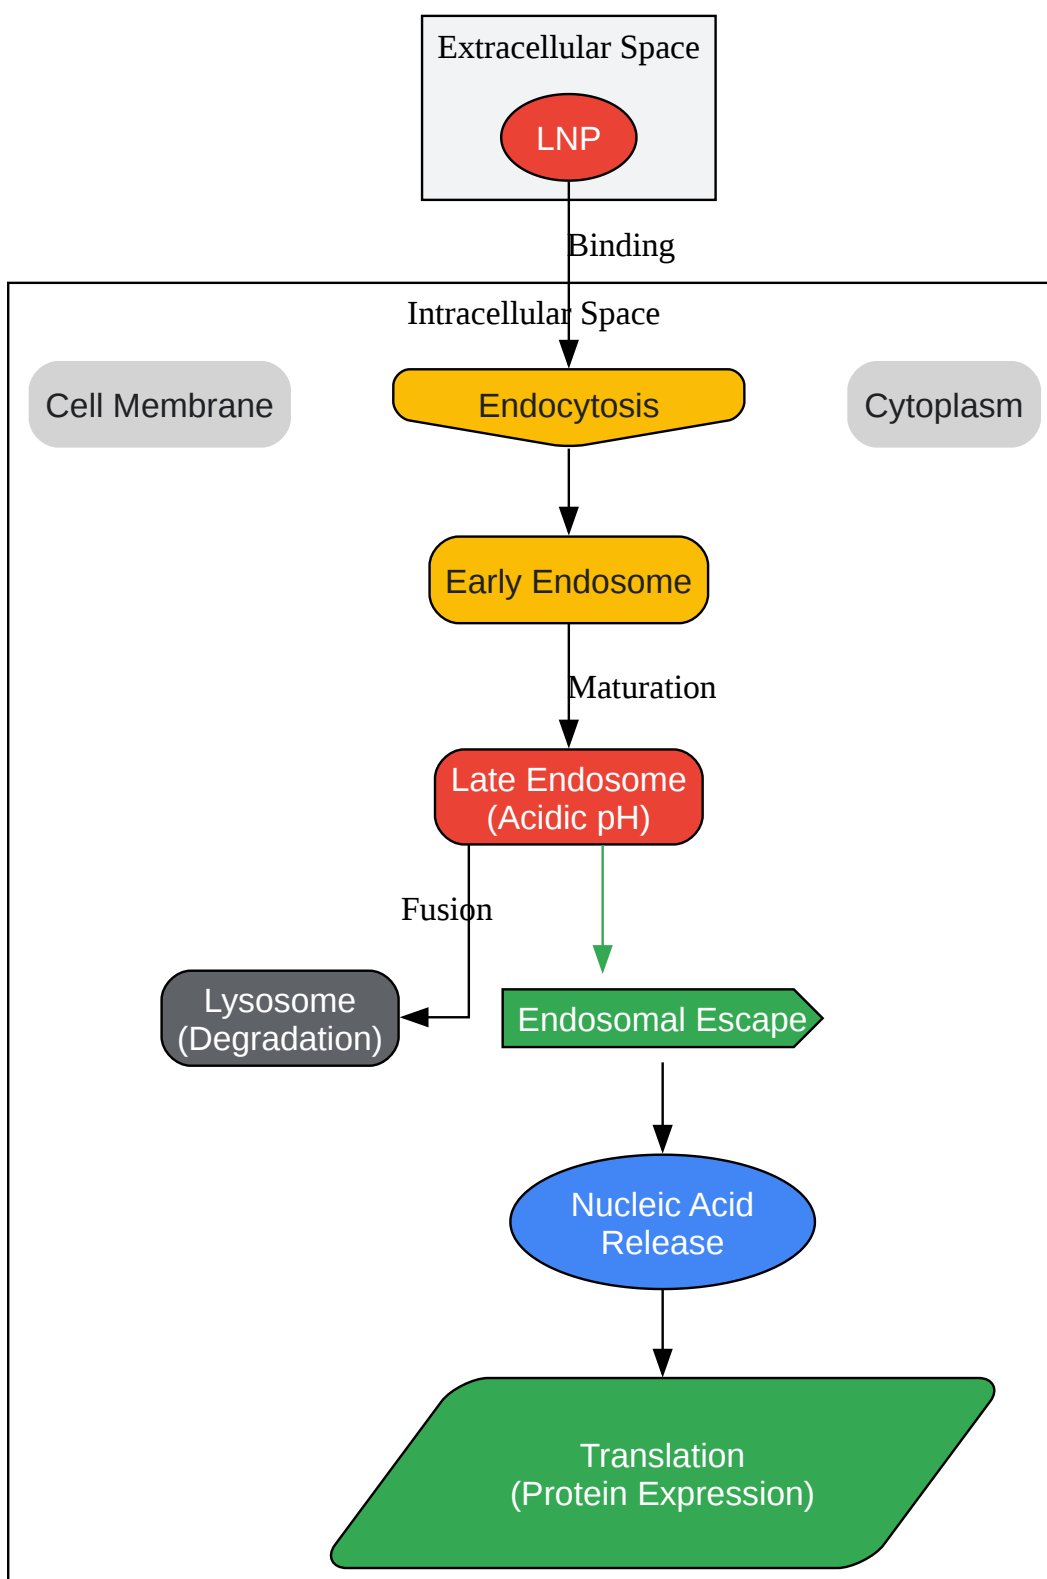 Extracellular Space
LNP
Binding
Intracellular Space
Cell Membrane
Endocytosis
Cytoplasm
Early Endosome
Maturation
Late Endosome
(Acidic pH)
Fusion
Lysosome
(Degradation)
Endosomal Escape
Nucleic Acid
Release
Translation
(Protein Expression)